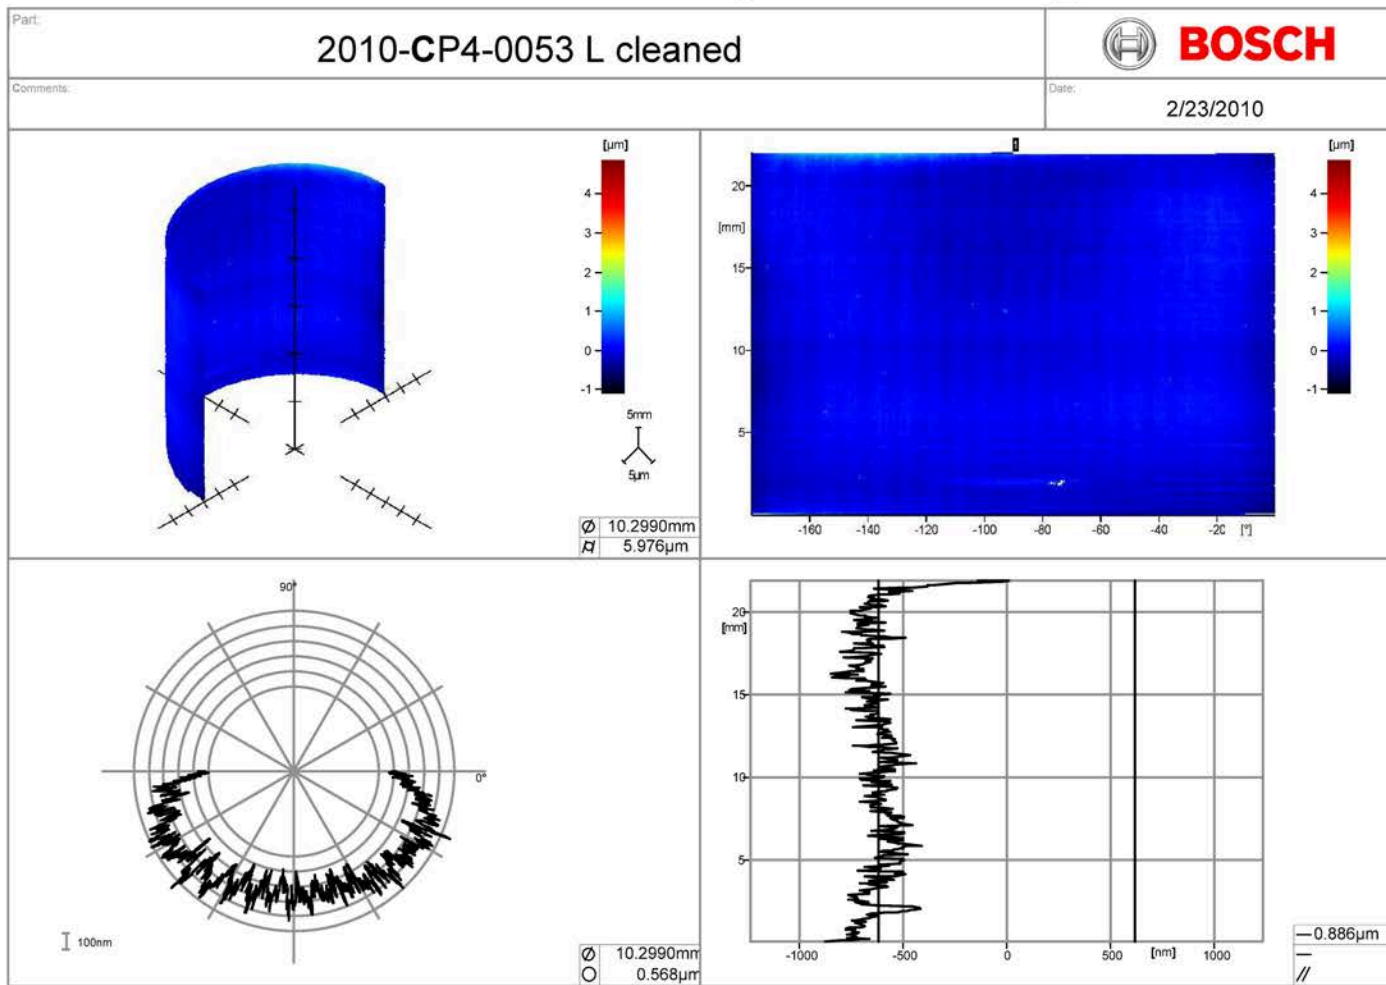 Part:
2010-CP4-0053 L cleaned
BOSCH
Comments:
Date:
2/23/2010
[µm]
4
3
2
1
0
-1
5mm
5µm
Ø 10.2990mm
5.976µm
1
20
[mm]
15
10
5
-160 -140 -120 -100 -80 -60 -40 -20 [°]
[µm]
4
3
2
1
0
-1
90°
0°
100nm
Ø 10.2990mm
0.568µm
20
[mm]
15
10
5
-1000 -500 0 500 [nm] 1000
0.886µm
//